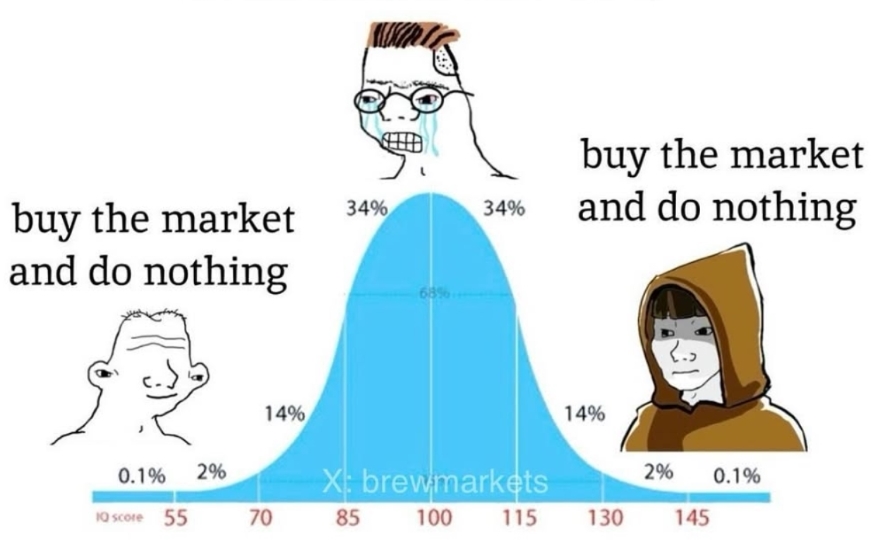 buy the market
and do nothing
34%
34%
buy the market
and do nothing
68%
14%
14%
0.1%
2%
X: brewmarkets
2%
0.1%
IQ score 55 70 85 100 115 130 145